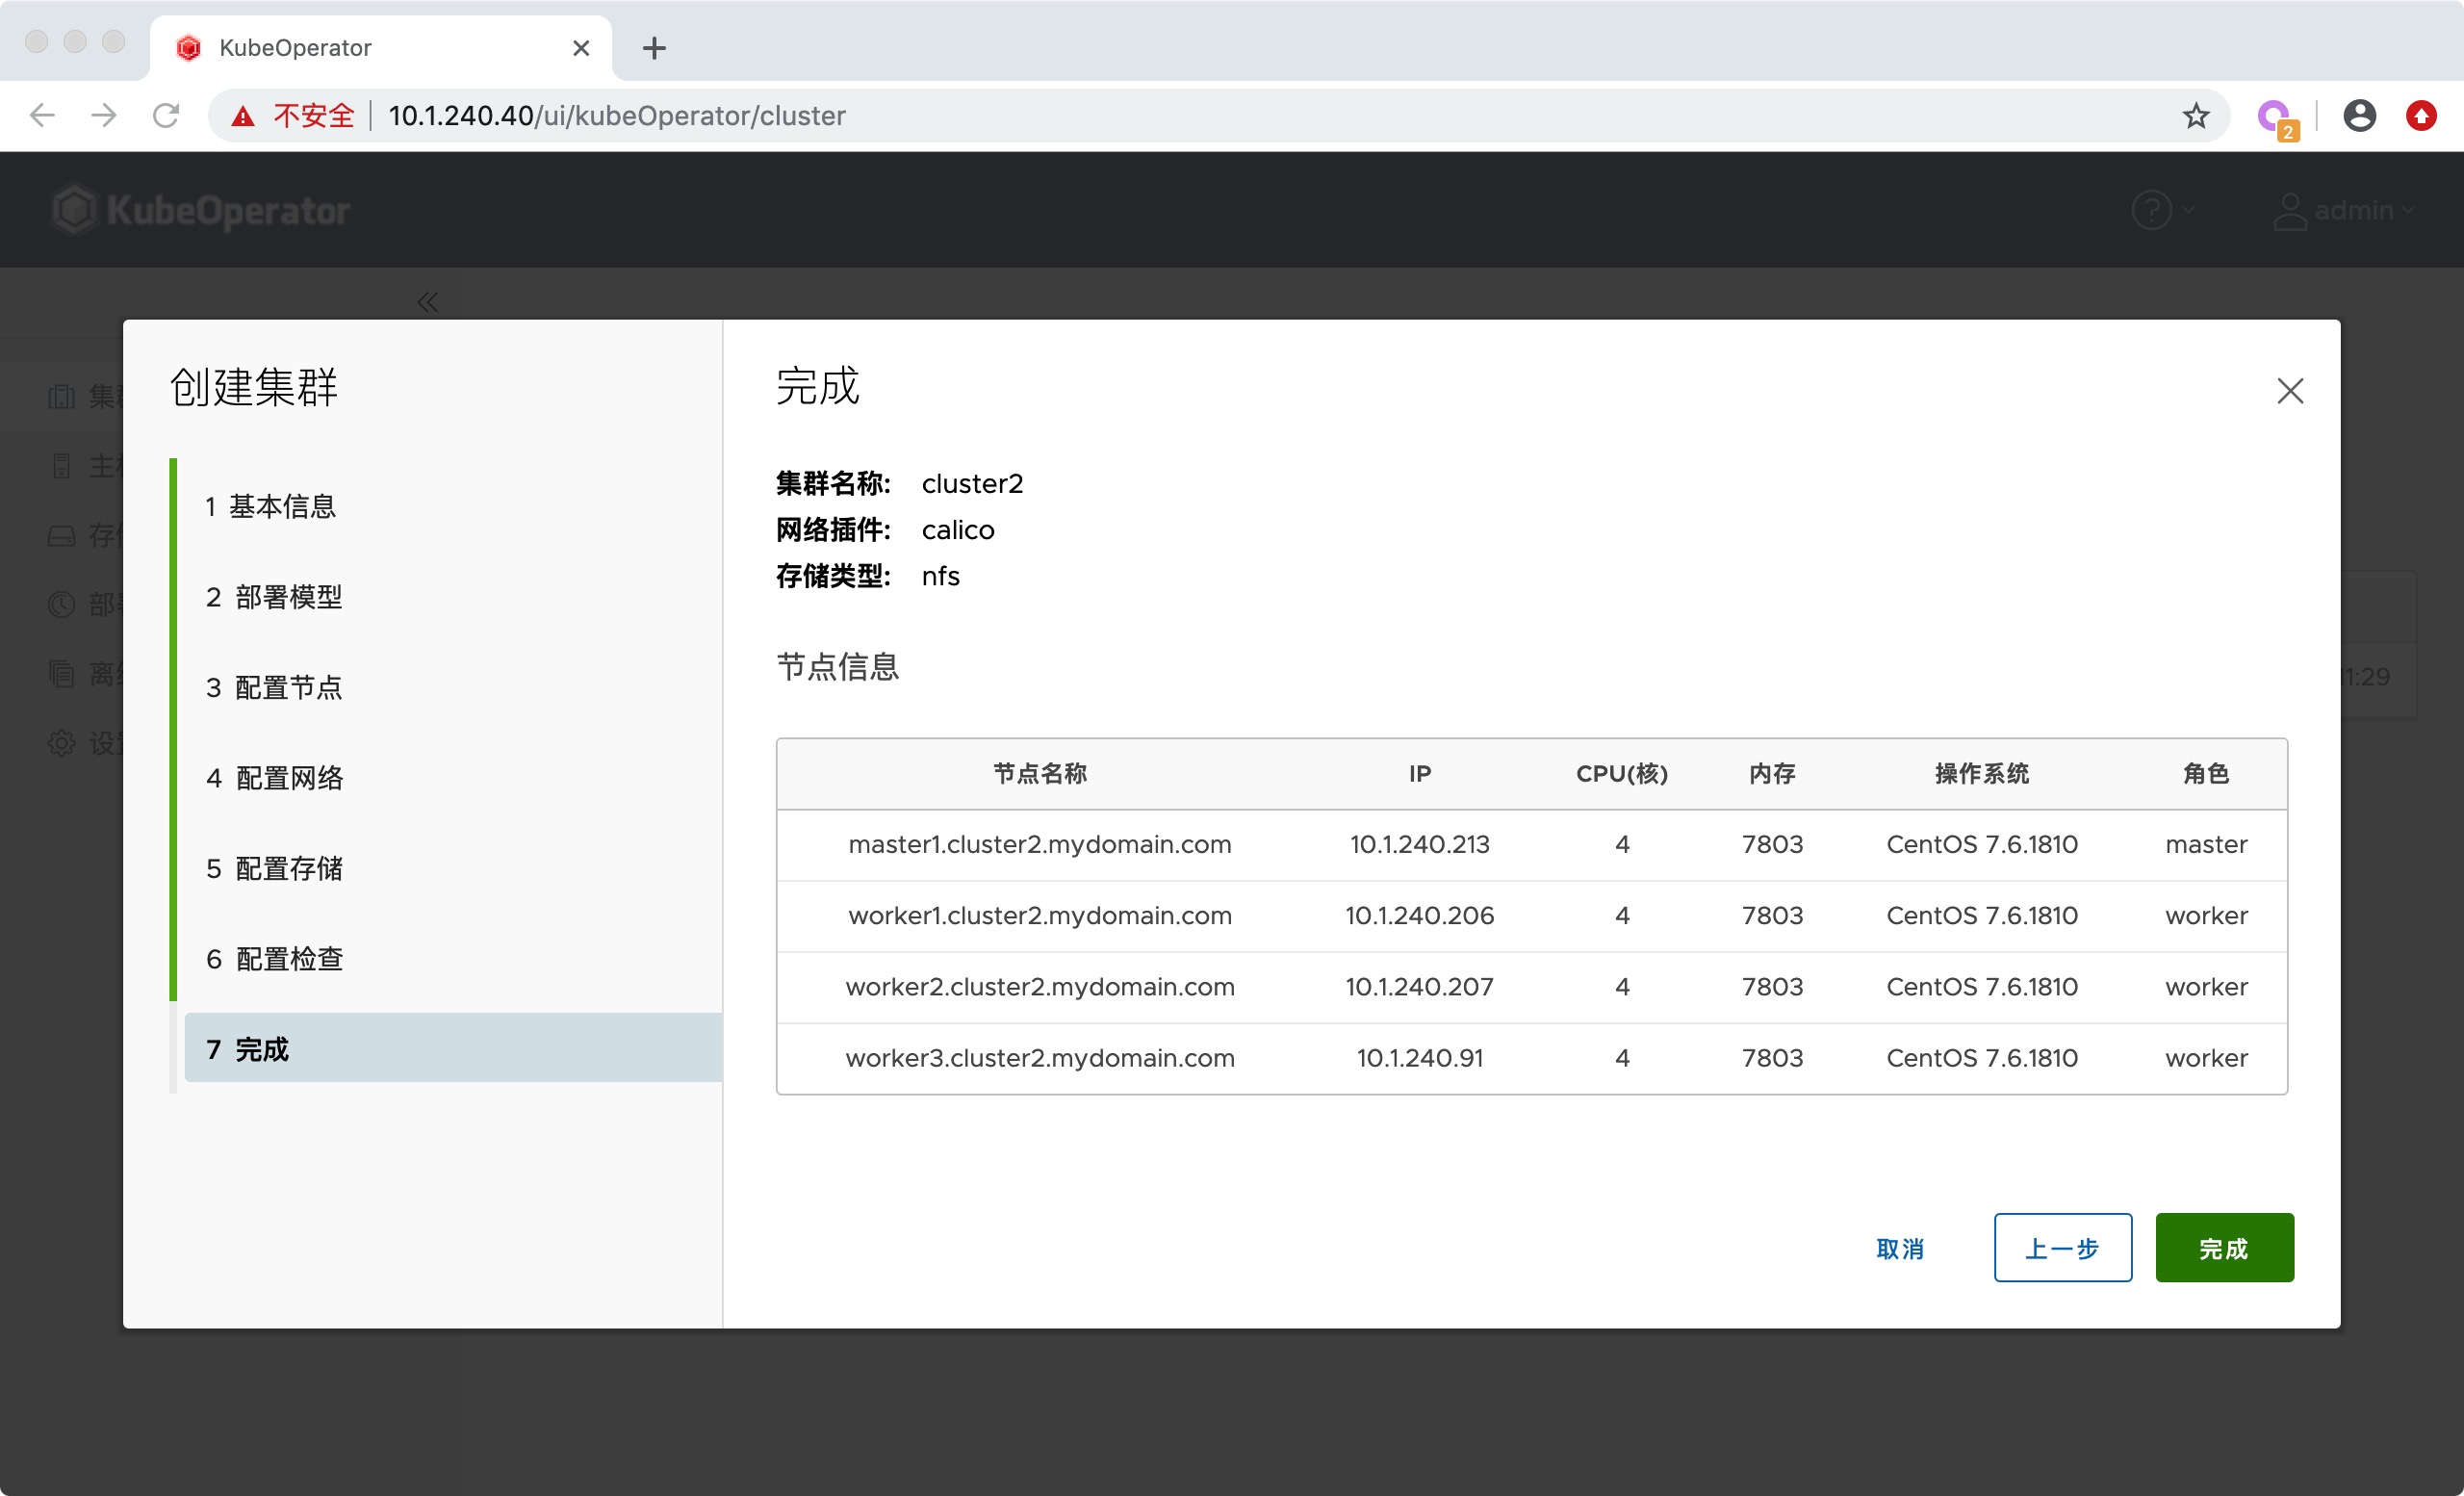 KubeOperator
不安全 10.1.240.40/ui/kubeOperator/cluster
2
KubeOperator
? admin
创建集群
1 基本信息
2 部署模型
3 配置节点
4 配置网络
5 配置存储
6 配置检查
7 完成
完成
集群名称: cluster2
网络插件: calico
存储类型: nfs
节点信息
节点名称 IP CPU(核) 内存 操作系统 角色
master1.cluster2.mydomain.com 10.1.240.213 4 7803 CentOS 7.6.1810 master
worker1.cluster2.mydomain.com 10.1.240.206 4 7803 CentOS 7.6.1810 worker
worker2.cluster2.mydomain.com 10.1.240.207 4 7803 CentOS 7.6.1810 worker
worker3.cluster2.mydomain.com 10.1.240.91 4 7803 CentOS 7.6.1810 worker
取消 上一步 完成